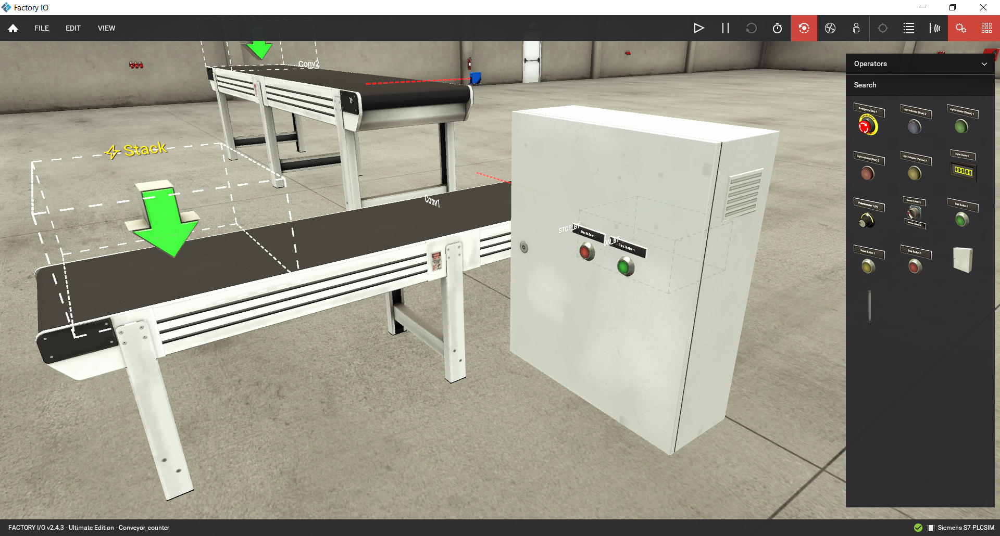 Factory IO
FILE EDIT VIEW
Conv2
Operators
Search
Emergency Stop 1
Light Indicator (Blue) 2
Light Indicator (Green) 1
Stack
Light Indicator (Red) 2
Light Indicator (Yellow) 1
Digital Display 0
Conv1
Potentiometer 1 (V)
Start Button 1
STOP_BT
Stop Button 1
ON_BT
Start Button 1
Reset Button 1
Stop Button 1
FACTORY I/O v2.4.3 - Ultimate Edition - Conveyor_counter
Siemens S7-PLCSIM